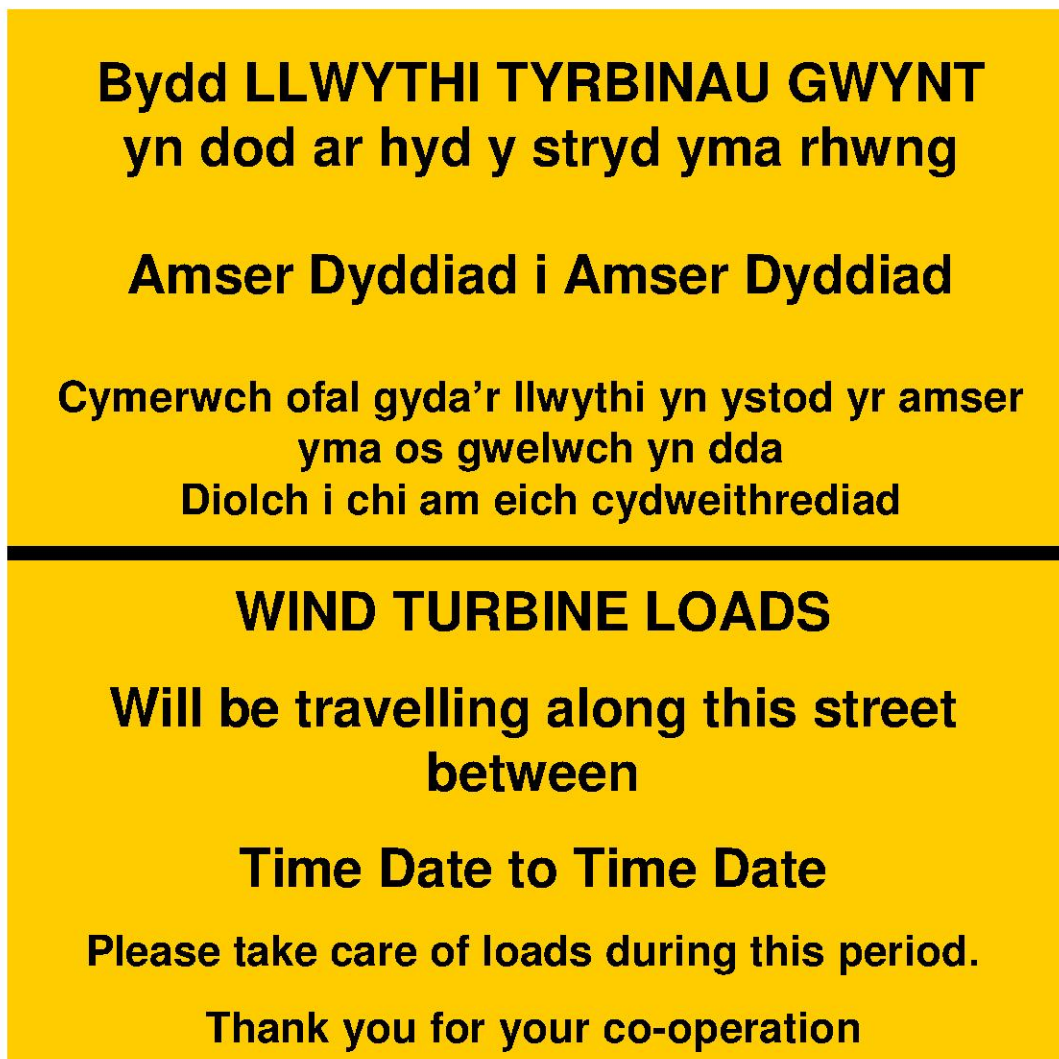 Bydd LLWYTHI TYRBINAU GWYNT
yn dod ar hyd y stryd yma rhwng
Amser Dyddiad i Amser Dyddiad
Cymerwch ofal gyda’r llwythi yn ystod yr amser
yma os gwelwch yn dda
Diolch i chi am eich cydweithrediad
WIND TURBINE LOADS
Will be travelling along this street
between
Time Date to Time Date
Please take care of loads during this period.
Thank you for your co-operation